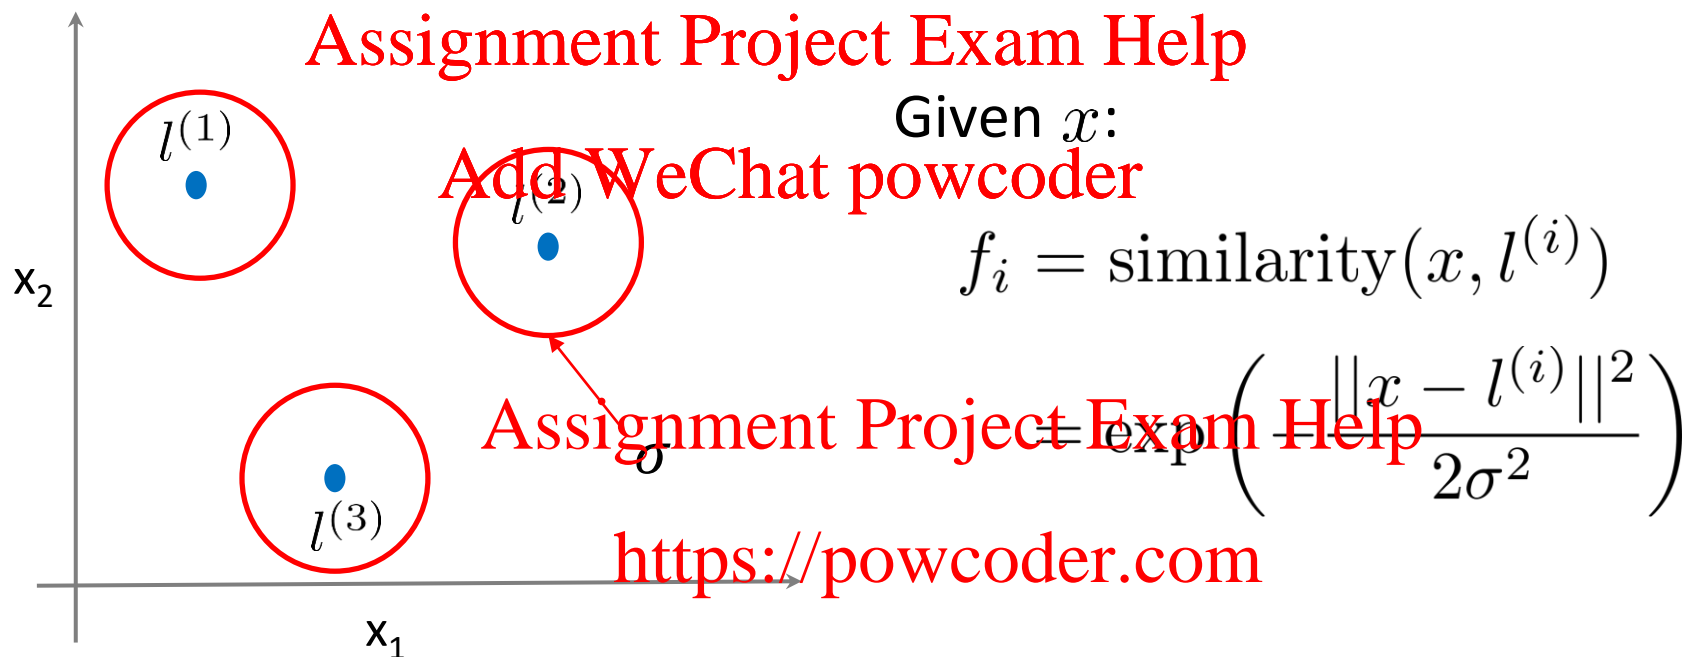 Assignment Project Exam Help
Given x:
l^{(1)}
Add WeChat powcoder
l^{(2)}
f_i = similarity(x, l^{(i)})
x_2
= exp(-\frac{||x - l^{(i)}||^2}{2σ^2})
Assignment Project Exam Help
σ
l^{(3)}
https://powcoder.com
x_1